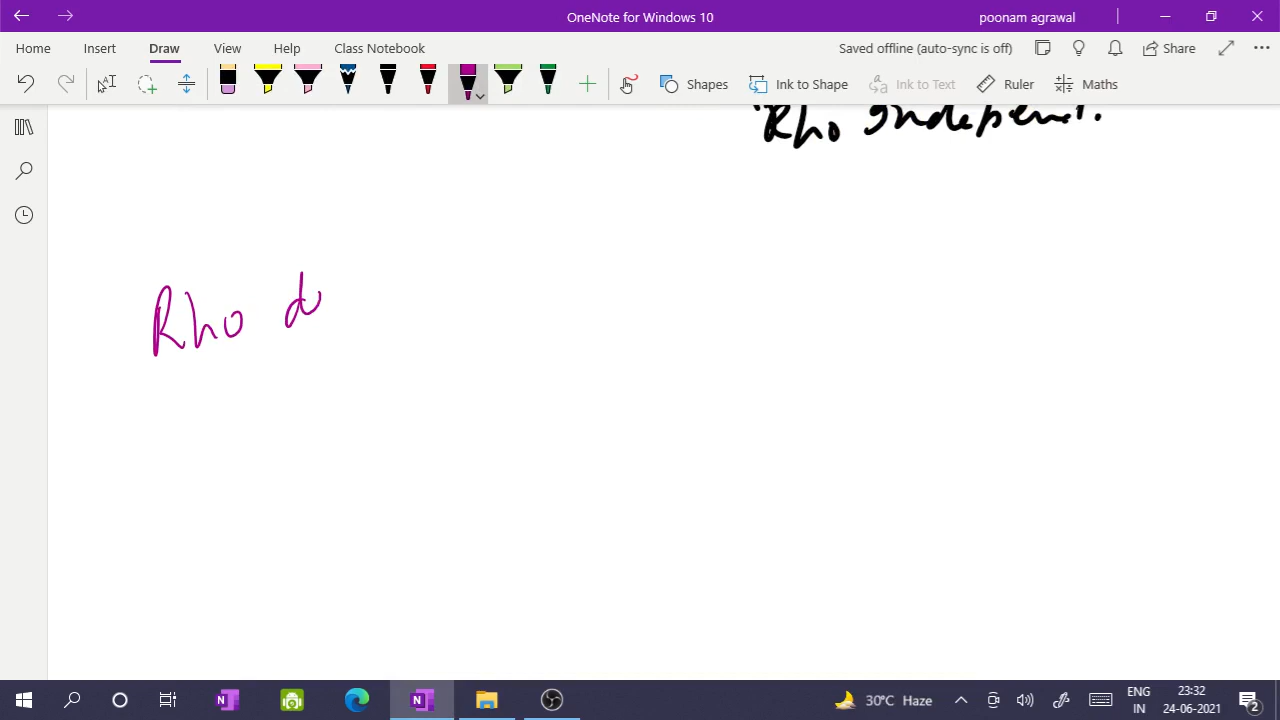 OneNote for Windows 10
poonam agrawal
Home Insert Draw View Help Class Notebook
Saved offline (auto-sync is off)
Share
Shapes
Ink to Shape
Ink to Text
Ruler
Maths
Rho
Rho d
30°C Haze
ENG
IN
23:32
24-06-2021
2